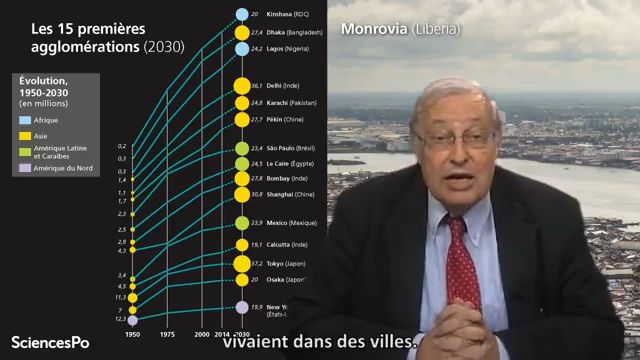 Les 15 premières
agglomérations (2030)
Évolution,
1950-2030
(en millions)
Afrique
Asie
Amérique Latine
et Caraïbes
Amérique du Nord
20 Kinshasa (RDC)
27,4 Dhaka (Bangladesh)
24,2 Lagos (Nigeria)
36,1 Delhi (Inde)
24,8 Karachi (Pakistan)
27,7 Pékin (Chine)
23,4 São Paulo (Brésil)
24,5 Le Caire (Égypte)
27,8 Bombay (Inde)
30,8 Shanghai (Chine)
23,9 Mexico (Mexique)
19,1 Calcutta (Inde)
37,2 Tokyo (Japon)
20 Osaka (Japon
19,9 New Yo
(États-U
0,2
0,3
0,3
1,4
1,1
1,7
2,3
2,5
2,9
4,3
3,4
4,5
11,3
7
12,3
1950 1975 2000 2014 2030
SciencesPo
Monrovia (Liberia)
vivaient dans des villes.